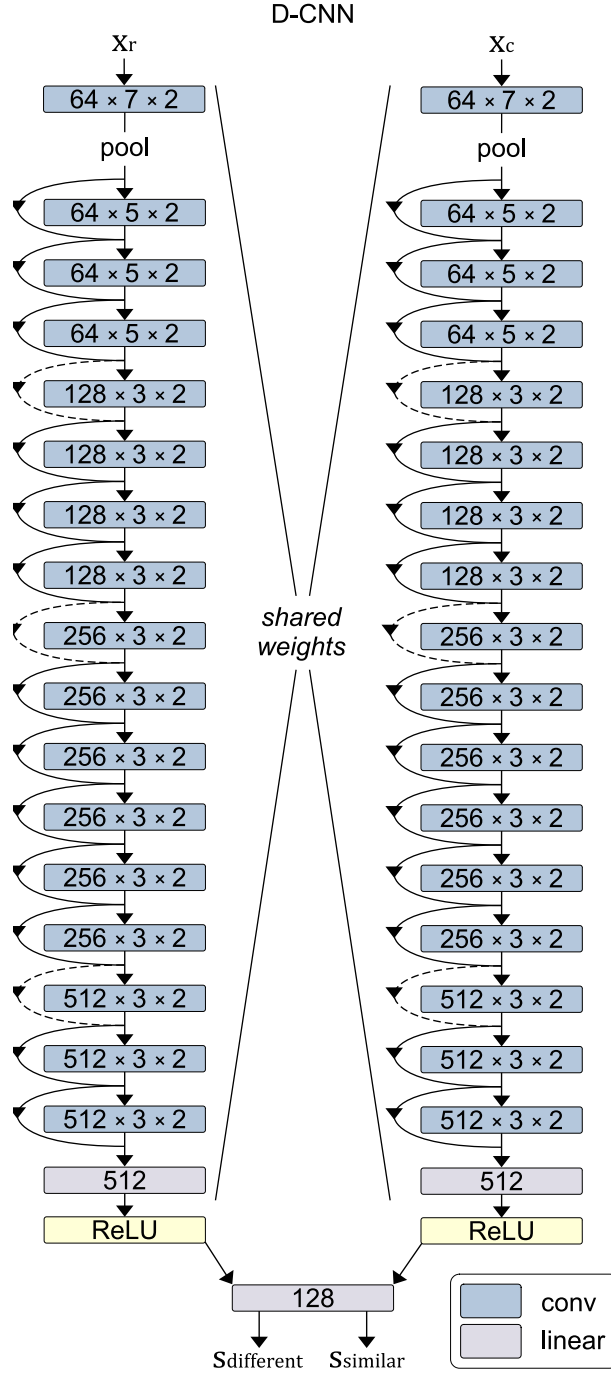 D-CNN
xr
xc
64 × 7 × 2
64 × 7 × 2
pool
pool
64 × 5 × 2
64 × 5 × 2
64 × 5 × 2
64 × 5 × 2
64 × 5 × 2
64 × 5 × 2
128 × 3 × 2
128 × 3 × 2
128 × 3 × 2
128 × 3 × 2
128 × 3 × 2
128 × 3 × 2
128 × 3 × 2
128 × 3 × 2
shared
weights
256 × 3 × 2
256 × 3 × 2
256 × 3 × 2
256 × 3 × 2
256 × 3 × 2
256 × 3 × 2
256 × 3 × 2
256 × 3 × 2
256 × 3 × 2
256 × 3 × 2
256 × 3 × 2
256 × 3 × 2
512 × 3 × 2
512 × 3 × 2
512 × 3 × 2
512 × 3 × 2
512 × 3 × 2
512 × 3 × 2
512
512
ReLU
ReLU
128
Sdifferent
Ssimilar
conv
linear